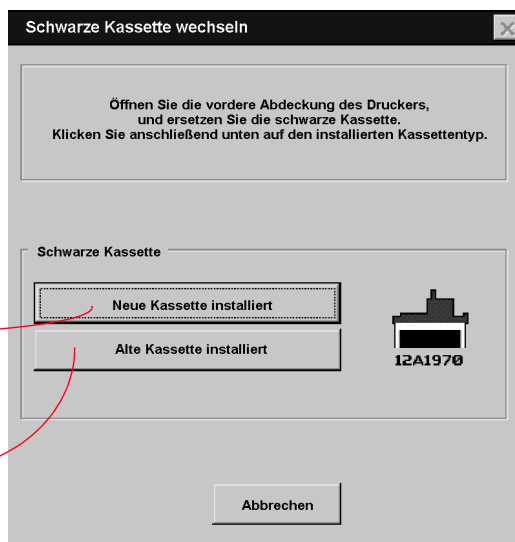 Schwarze Kassette wechseln
Öffnen Sie die vordere Abdeckung des Druckers,
und ersetzen Sie die schwarze Kassette.
Klicken Sie anschließend unten auf den installierten Kassettentyp.
Schwarze Kassette
Neue Kassette installiert
Alte Kassette installiert
12A1970
Abbrechen